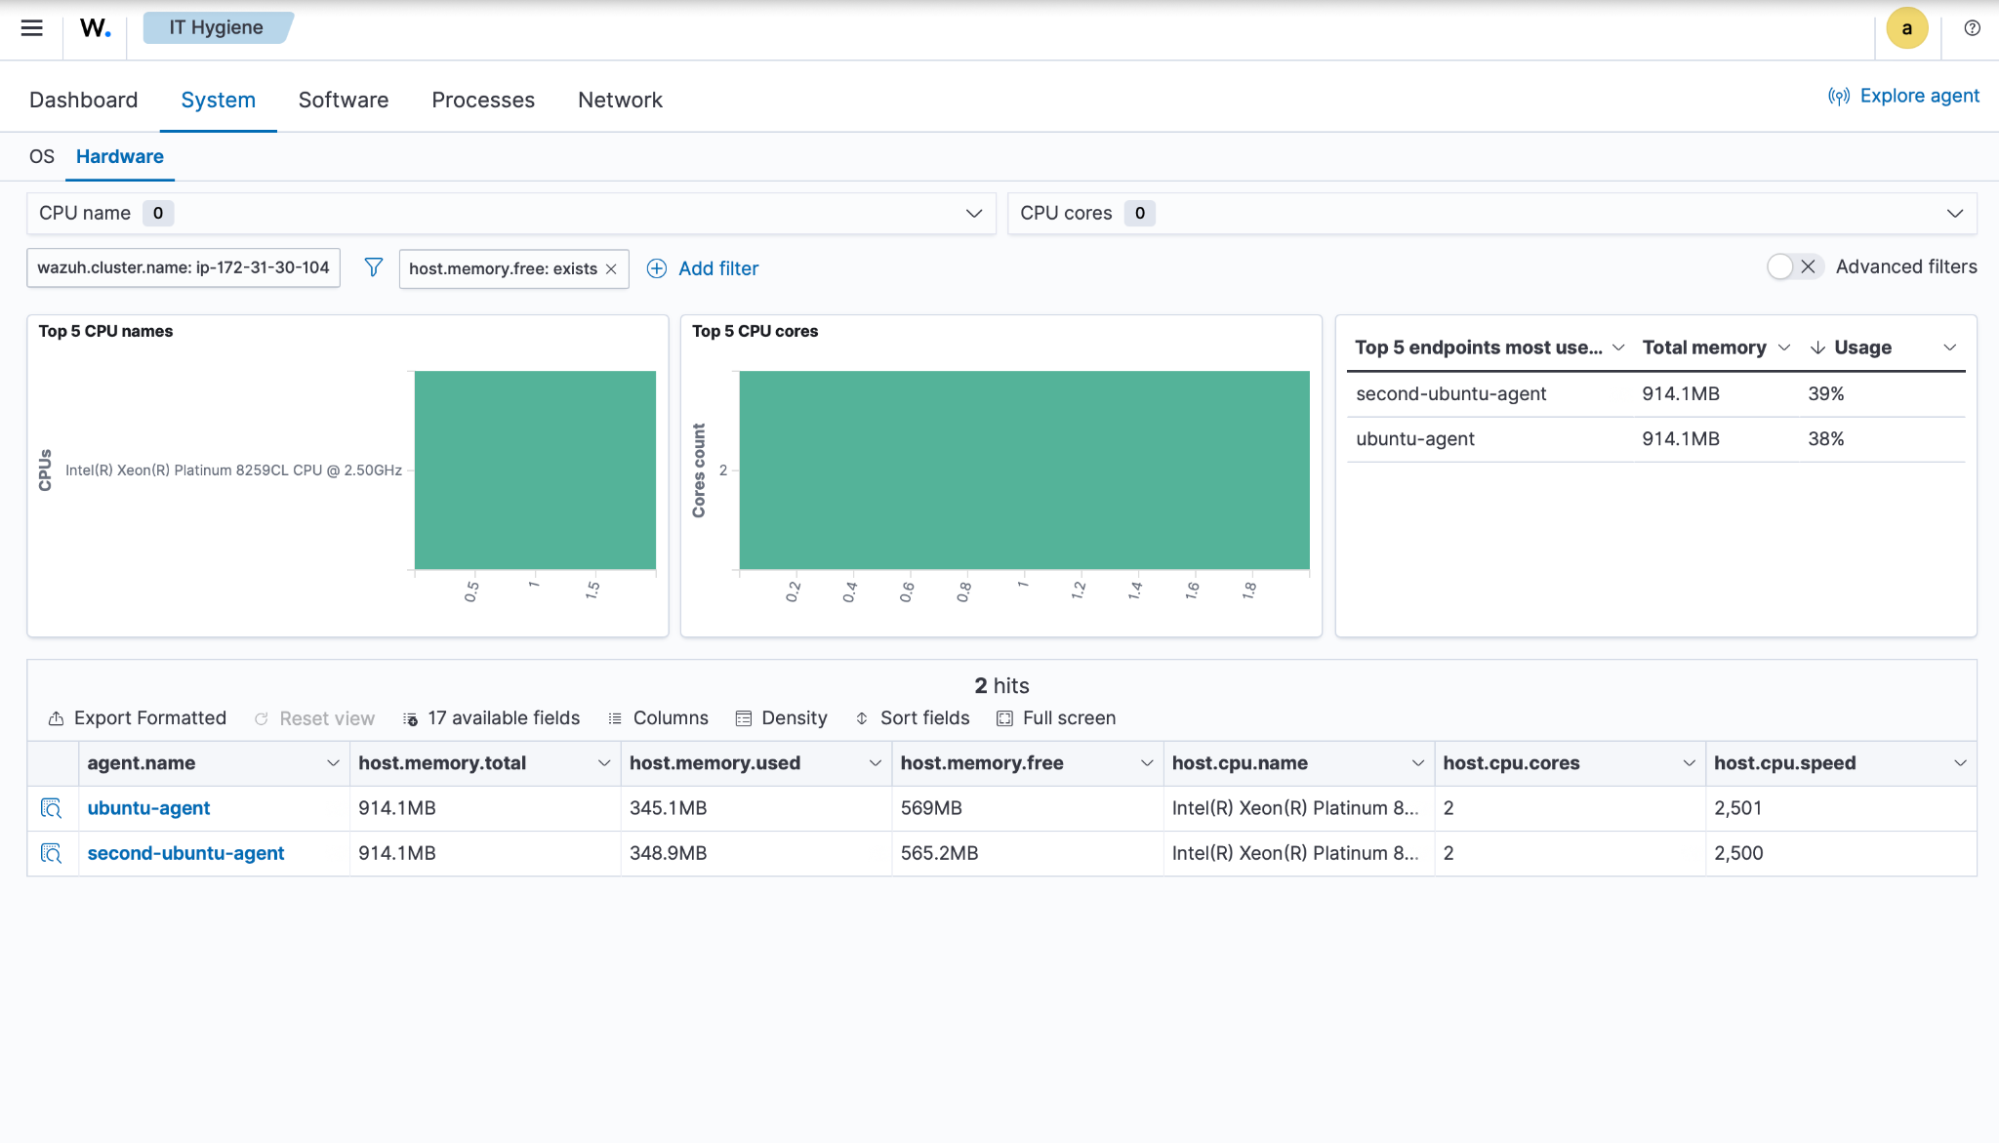 W.
IT Hygiene
a
Dashboard System Software Processes Network
Explore agent
OS Hardware
CPU name 0
CPU cores 0
wazuh.cluster.name: ip-172-31-30-104
host.memory.free: exists
Add filter
Advanced filters
Top 5 CPU names
CPUs
Intel(R) Xeon(R) Platinum 8259CL CPU @ 2.50GHz
0.5 1 1.5
Top 5 CPU cores
Cores count
2
0.2 0.4 0.6 0.8 1 1.2 1.4 1.6 1.8
Top 5 endpoints most use... Total memory Usage
second-ubuntu-agent 914.1MB 39%
ubuntu-agent 914.1MB 38%
2 hits
Export Formatted Reset view 17 available fields Columns Density Sort fields Full screen
agent.name host.memory.total host.memory.used host.memory.free host.cpu.name host.cpu.cores host.cpu.speed
ubuntu-agent 914.1MB 345.1MB 569MB Intel(R) Xeon(R) Platinum 8... 2 2,501
second-ubuntu-agent 914.1MB 348.9MB 565.2MB Intel(R) Xeon(R) Platinum 8... 2 2,500